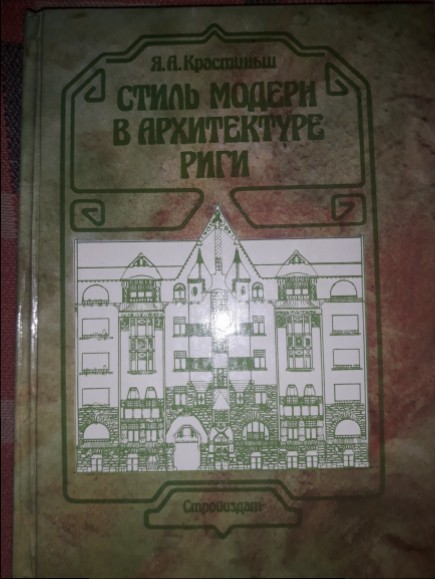 Я. А. Крастиньш
СТИЛЬ МОДЕРН
В АРХИТЕКТУРЕ
РИГИ
Стройиздат